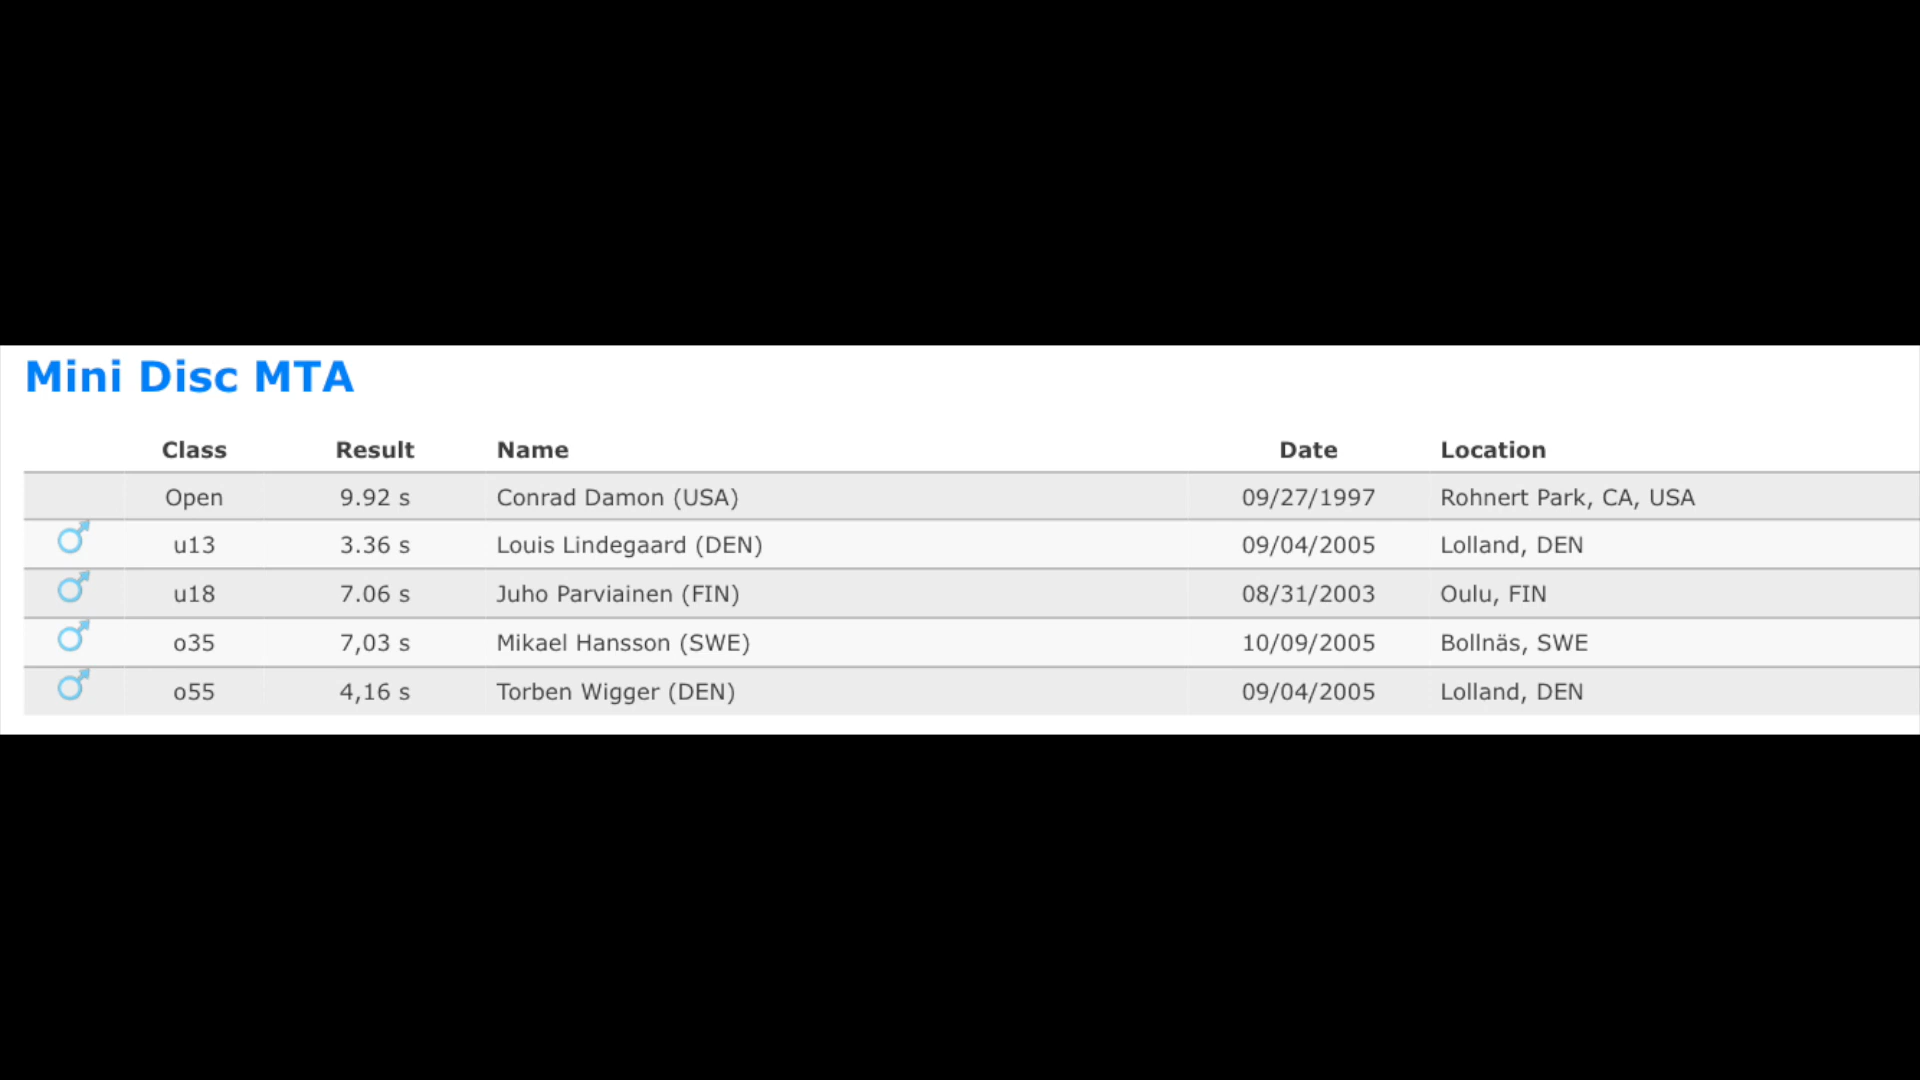 Mini Disc MTA
Class Result Name Date Location
Open 9.92 s Conrad Damon (USA) 09/27/1997 Rohnert Park, CA, USA
u13 3.36 s Louis Lindegaard (DEN) 09/04/2005 Lolland, DEN
u18 7.06 s Juho Parviainen (FIN) 08/31/2003 Oulu, FIN
o35 7,03 s Mikael Hansson (SWE) 10/09/2005 Bollnäs, SWE
o55 4,16 s Torben Wigger (DEN) 09/04/2005 Lolland, DEN